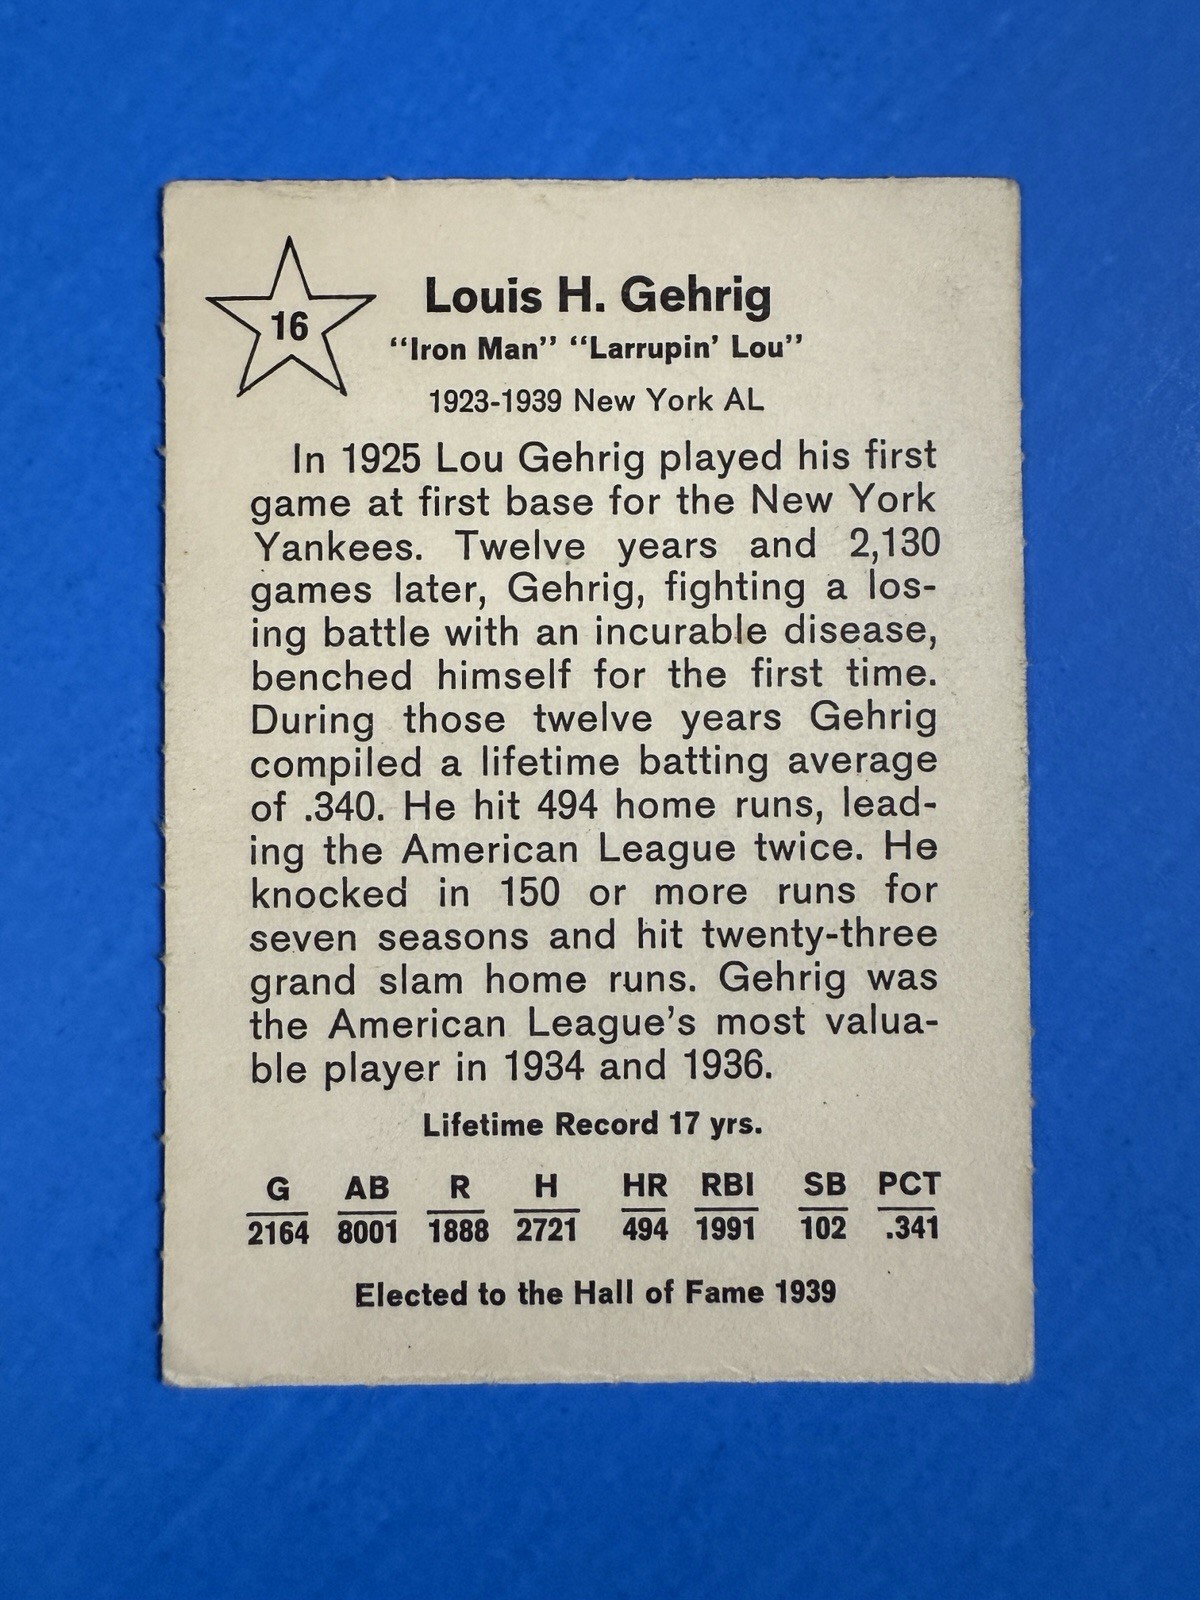 16
Louis H. Gehrig
“Iron Man” “Larrupin’ Lou”
1923-1939 New York AL
In 1925 Lou Gehrig played his first
game at first base for the New York
Yankees. Twelve years and 2,130
games later, Gehrig, fighting a los-
ing battle with an incurable disease,
benched himself for the first time.
During those twelve years Gehrig
compiled a lifetime batting average
of .340. He hit 494 home runs, lead-
ing the American League twice. He
knocked in 150 or more runs for
seven seasons and hit twenty-three
grand slam home runs. Gehrig was
the American League’s most valua-
ble player in 1934 and 1936.
Lifetime Record 17 yrs.
G AB R H HR RBI SB PCT
2164 8001 1888 2721 494 1991 102 .341
Elected to the Hall of Fame 1939